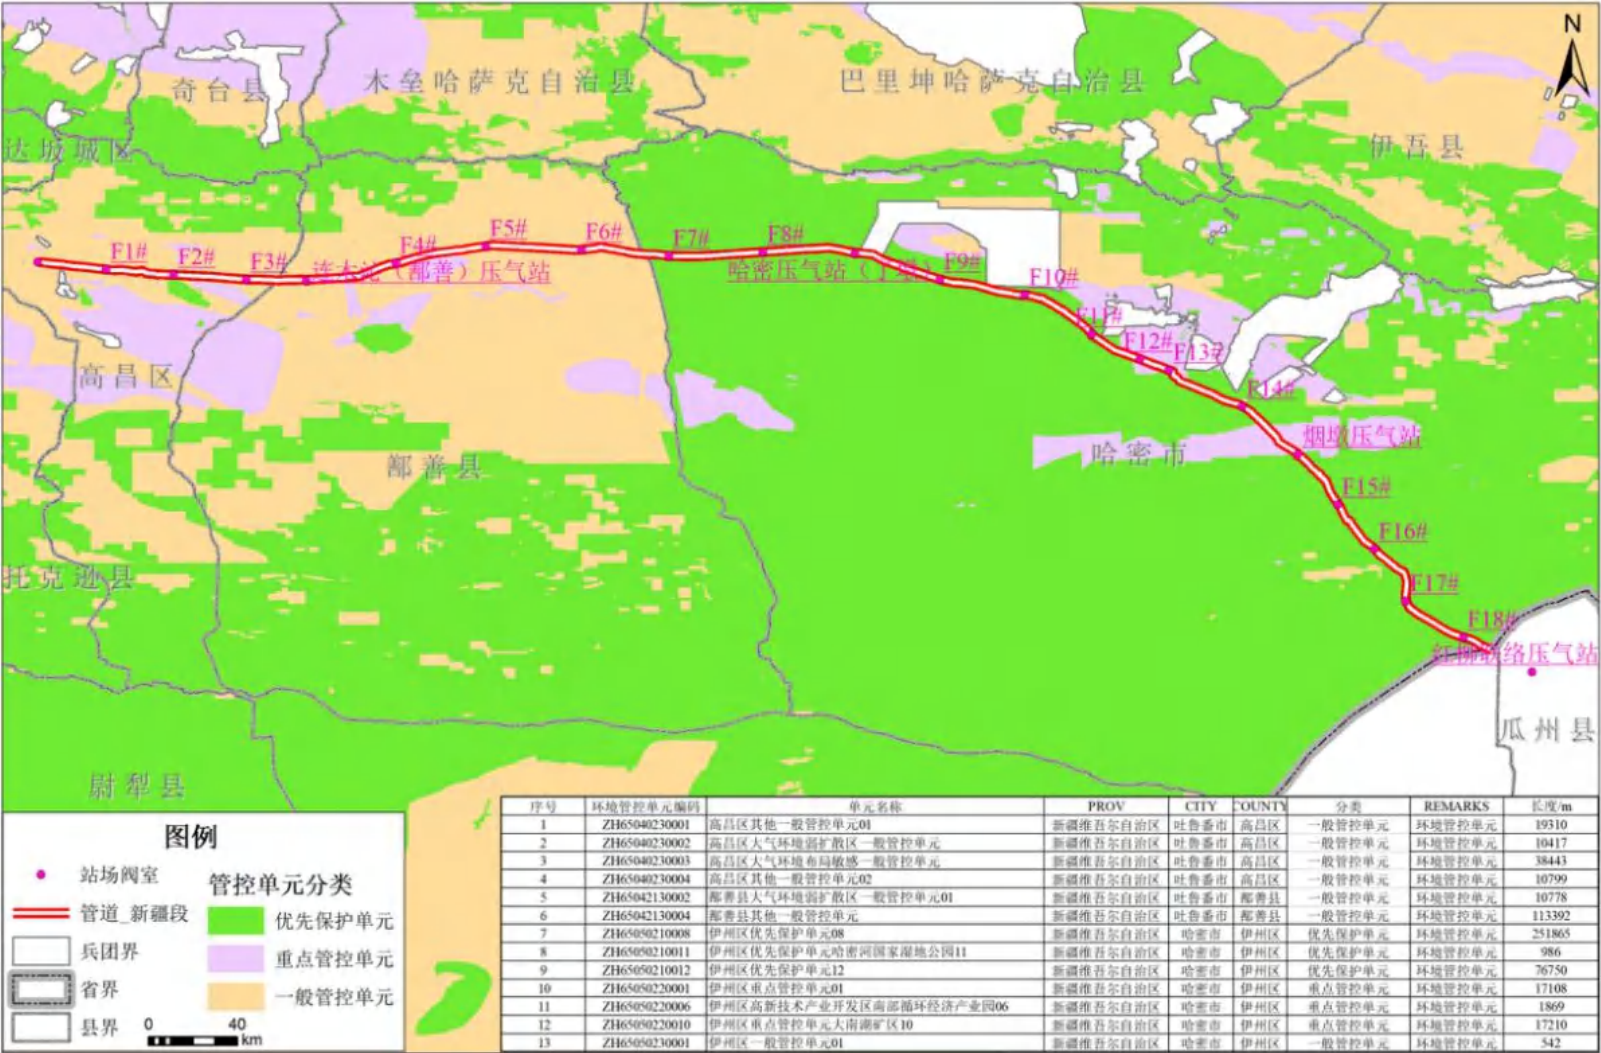 N
奇台县
木垒哈萨克自治县
巴里坤哈萨克自治县
达坂城区
伊吾县
F1#
F2#
F3#
F4#
F5#
F6#
F7#
F8#
F9#
F10#
F11#
F12#
F13#
F14#
F15#
F16#
F17#
F18#
连木沁（鄯善）压气站
哈密压气站（
烟墩压气站
络压气站
高昌区
鄯善县
哈密市
托克逊县
尉犁县
瓜州县
图例
站场阀室
管道_新疆段
兵团界
省界
县界
0 40
km
管控单元分类
优先保护单元
重点管控单元
一般管控单元
序号 环境管控单元编码 单元名称 PROV CITY COUNTY 分类 REMARKS 长度/m
1 ZH65040230001 高昌区其他一般管控单元01 新疆维吾尔自治区 吐鲁番市 高昌区 一般管控单元 环境管控单元 19310
2 ZH65040230002 高昌区大气环境弱扩散区一般管控单元 新疆维吾尔自治区 吐鲁番市 高昌区 一般管控单元 环境管控单元 10417
3 ZH65040230003 高昌区大气环境布局敏感一般管控单元 新疆维吾尔自治区 吐鲁番市 高昌区 一般管控单元 环境管控单元 38443
4 ZH65040230004 高昌区其他一般管控单元02 新疆维吾尔自治区 吐鲁番市 高昌区 一般管控单元 环境管控单元 10799
5 ZH65042130002 鄯善县大气环境弱扩散区一般管控单元01 新疆维吾尔自治区 吐鲁番市 鄯善县 一般管控单元 环境管控单元 10778
6 ZH65042130004 鄯善县其他一般管控单元 新疆维吾尔自治区 吐鲁番市 鄯善县 一般管控单元 环境管控单元 113392
7 ZH65050210008 伊州区优先保护单元08 新疆维吾尔自治区 哈密市 伊州区 优先保护单元 环境管控单元 251865
8 ZH65050210011 伊州区优先保护单元哈密河国家湿地公园11 新疆维吾尔自治区 哈密市 伊州区 优先保护单元 环境管控单元 986
9 ZH65050210012 伊州区优先保护单元12 新疆维吾尔自治区 哈密市 伊州区 优先保护单元 环境管控单元 76750
10 ZH65050220001 伊州区重点管控单元01 新疆维吾尔自治区 哈密市 伊州区 重点管控单元 环境管控单元 17108
11 ZH65050220006 伊州区高新技术产业开发区南部循环经济产业园06 新疆维吾尔自治区 哈密市 伊州区 重点管控单元 环境管控单元 1869
12 ZH65050220010 伊州区重点管控单元大南湖矿区10 新疆维吾尔自治区 哈密市 伊州区 重点管控单元 环境管控单元 17210
13 ZH65050230001 伊州区一般管控单元01 新疆维吾尔自治区 哈密市 伊州区 一般管控单元 环境管控单元 542